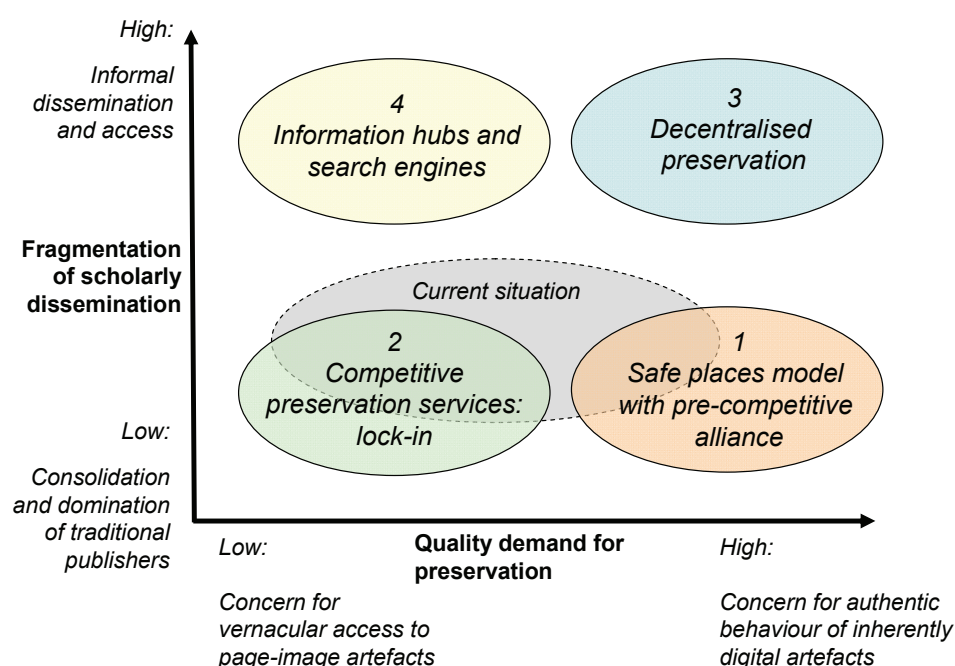 High:
Informal
dissemination
and access
Fragmentation
of scholarly
dissemination
Low:
Consolidation
and domination
of traditional
publishers
4
Information hubs and
search engines
3
Decentralised
preservation
Current situation
2
Competitive
preservation services:
lock-in
1
Safe places model
with pre-competitive
alliance
Low:
Concern for
vernacular access to
page-image artefacts
Quality demand for
preservation
High:
Concern for authentic
behaviour of inherently
digital artefacts